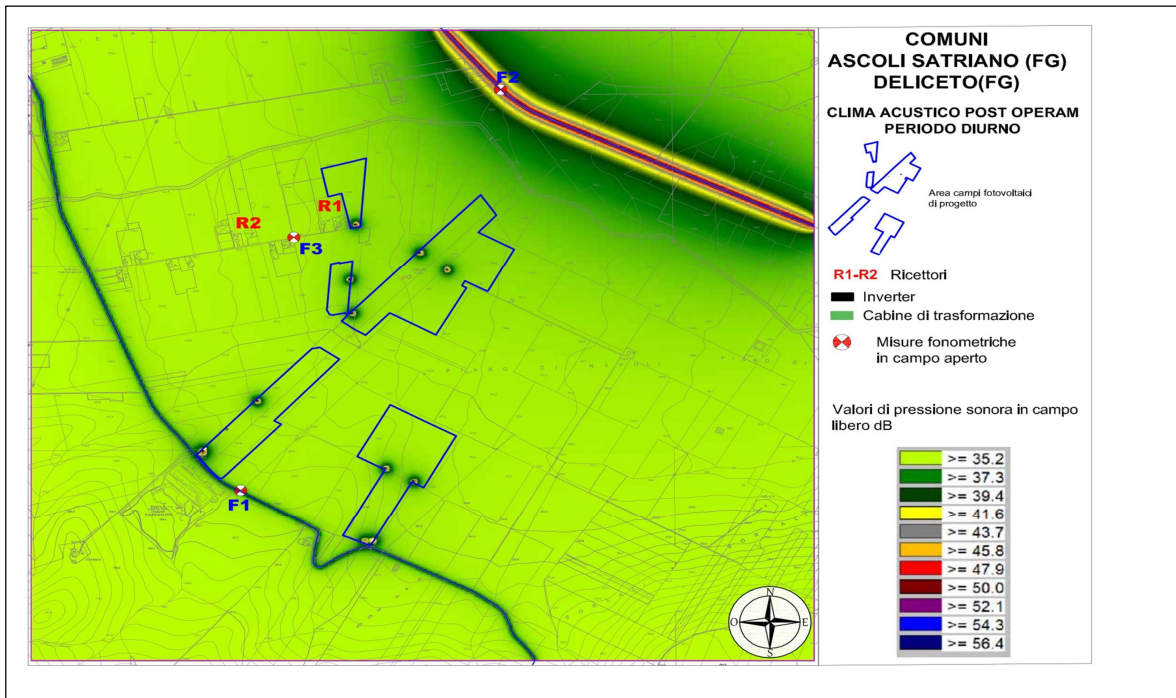 F2
R1
R2
F3
F1
N
O
E
S
COMUNI
ASCOLI SATRIANO (FG)
DELICETO(FG)
CLIMA ACUSTICO POST OPERAM
PERIODO DIURNO
Area campi fotovoltaici
di progetto
R1-R2 Ricettori
Inverter
Cabine di trasformazione
Misure fonometriche
in campo aperto
Valori di pressione sonora in campo
libero dB
>= 35.2
>= 37.3
>= 39.4
>= 41.6
>= 43.7
>= 45.8
>= 47.9
>= 50.0
>= 52.1
>= 54.3
>= 56.4